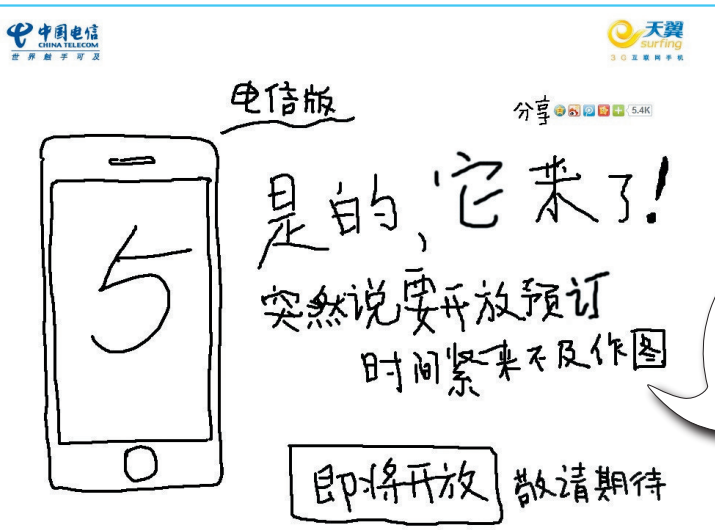 中国电信
CHINA TELECOM
世界触手可及
天翼
surfing
3G互联网手机
电信版
分享 5.4K
5
是的,它来了!
突然说要开放预订
时间紧来不及作图
即将开放 敬请期待